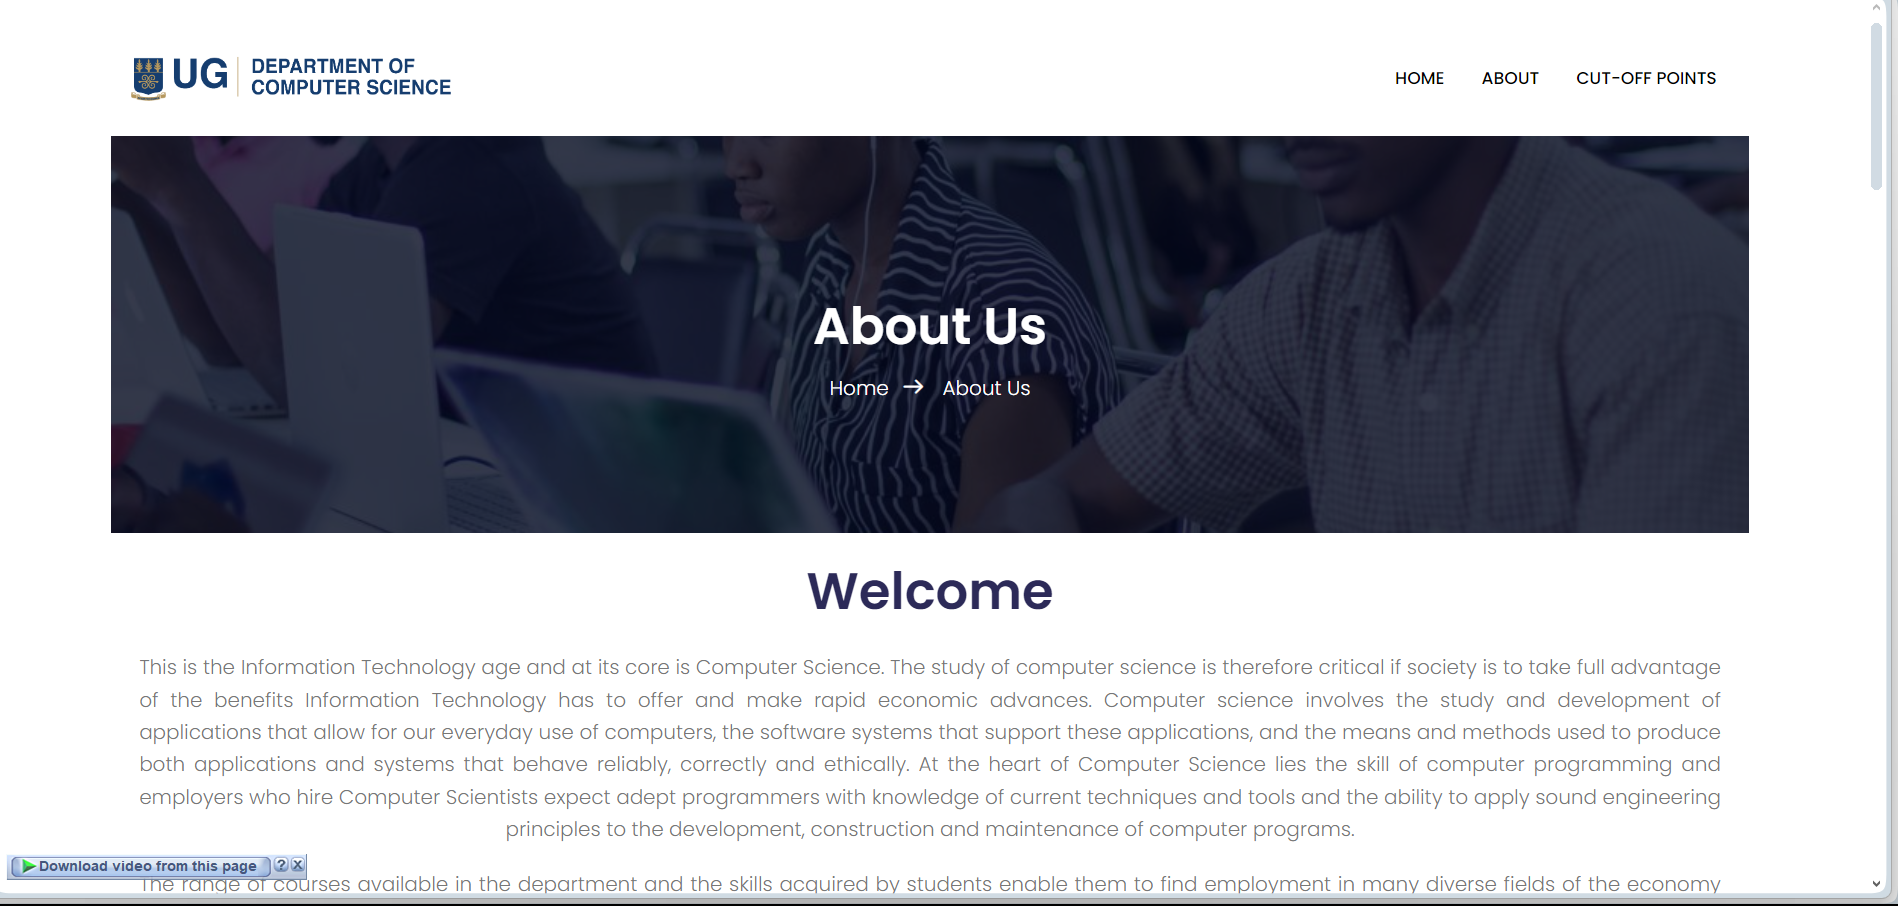 UG
DEPARTMENT OF
COMPUTER SCIENCE
HOME ABOUT CUT-OFF POINTS
About Us
Home → About Us
Welcome
This is the Information Technology age and at its core is Computer Science. The study of computer science is therefore critical if society is to take full advantage
of the benefits Information Technology has to offer and make rapid economic advances. Computer science involves the study and development of
applications that allow for our everyday use of computers, the software systems that support these applications, and the means and methods used to produce
both applications and systems that behave reliably, correctly and ethically. At the heart of Computer Science lies the skill of computer programming and
employers who hire Computer Scientists expect adept programmers with knowledge of current techniques and tools and the ability to apply sound engineering
principles to the development, construction and maintenance of computer programs.
Download video from this page ? X
The range of courses available in the department and the skills acquired by students enable them to find employment in many diverse fields of the economy